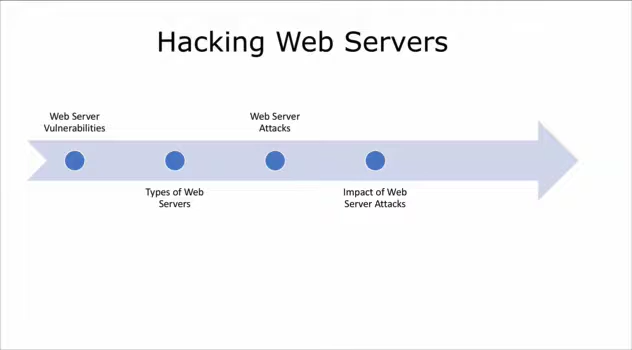 Hacking Web Servers
Web Server
Vulnerabilities
Types of Web
Servers
Web Server
Attacks
Impact of Web
Server Attacks